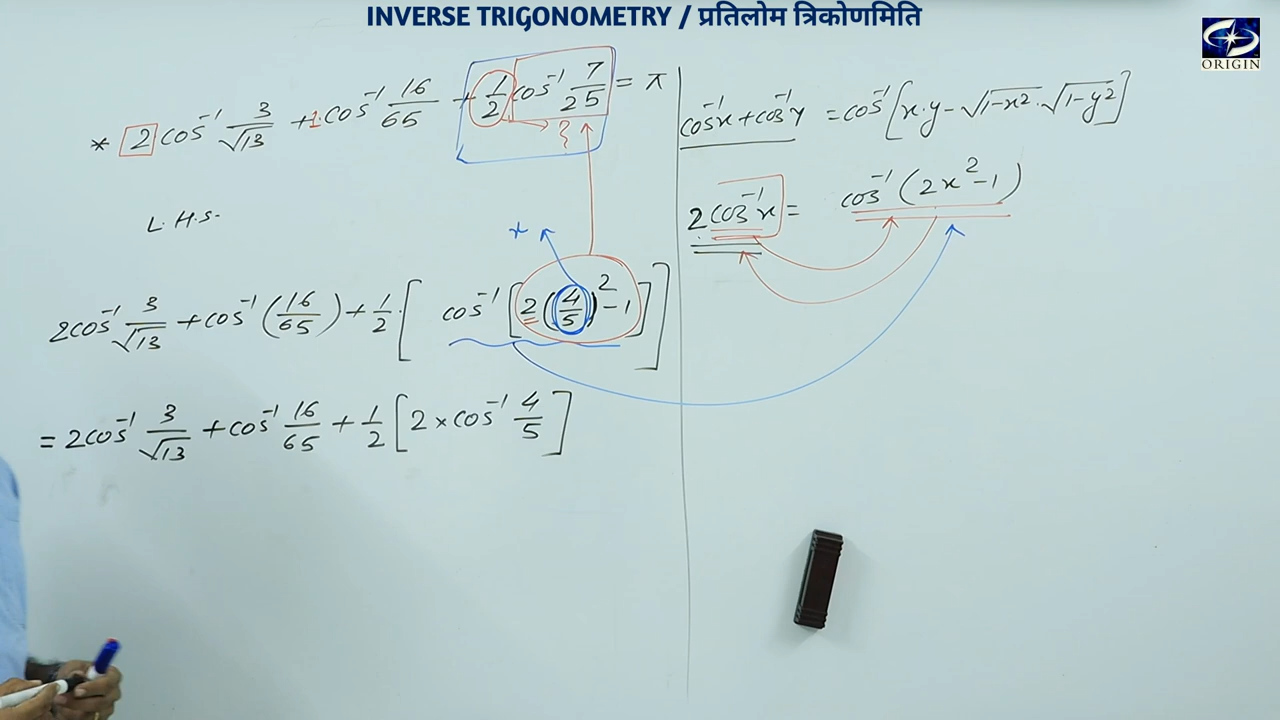 INVERSE TRIGONOMETRY / प्रतिलोम त्रिकोणमिति
ORIGIN
* 2 cos⁻¹ 3/√13 + 1 cos⁻¹ 16/65 + 1/2 cos⁻¹ 7/25 = π
?
L.H.S.
x
2cos⁻¹ 3/√13 + cos⁻¹ (16/65) + 1/2 · [ cos⁻¹ [ 2 (4/5)² - 1 ] ]
= 2cos⁻¹ 3/√13 + cos⁻¹ 16/65 + 1/2 [ 2 × cos⁻¹ 4/5 ]
cos⁻¹x + cos⁻¹y = cos⁻¹ [ x·y - √1-x² · √1-y² ]
2 cos⁻¹x = cos⁻¹ ( 2x² - 1 )